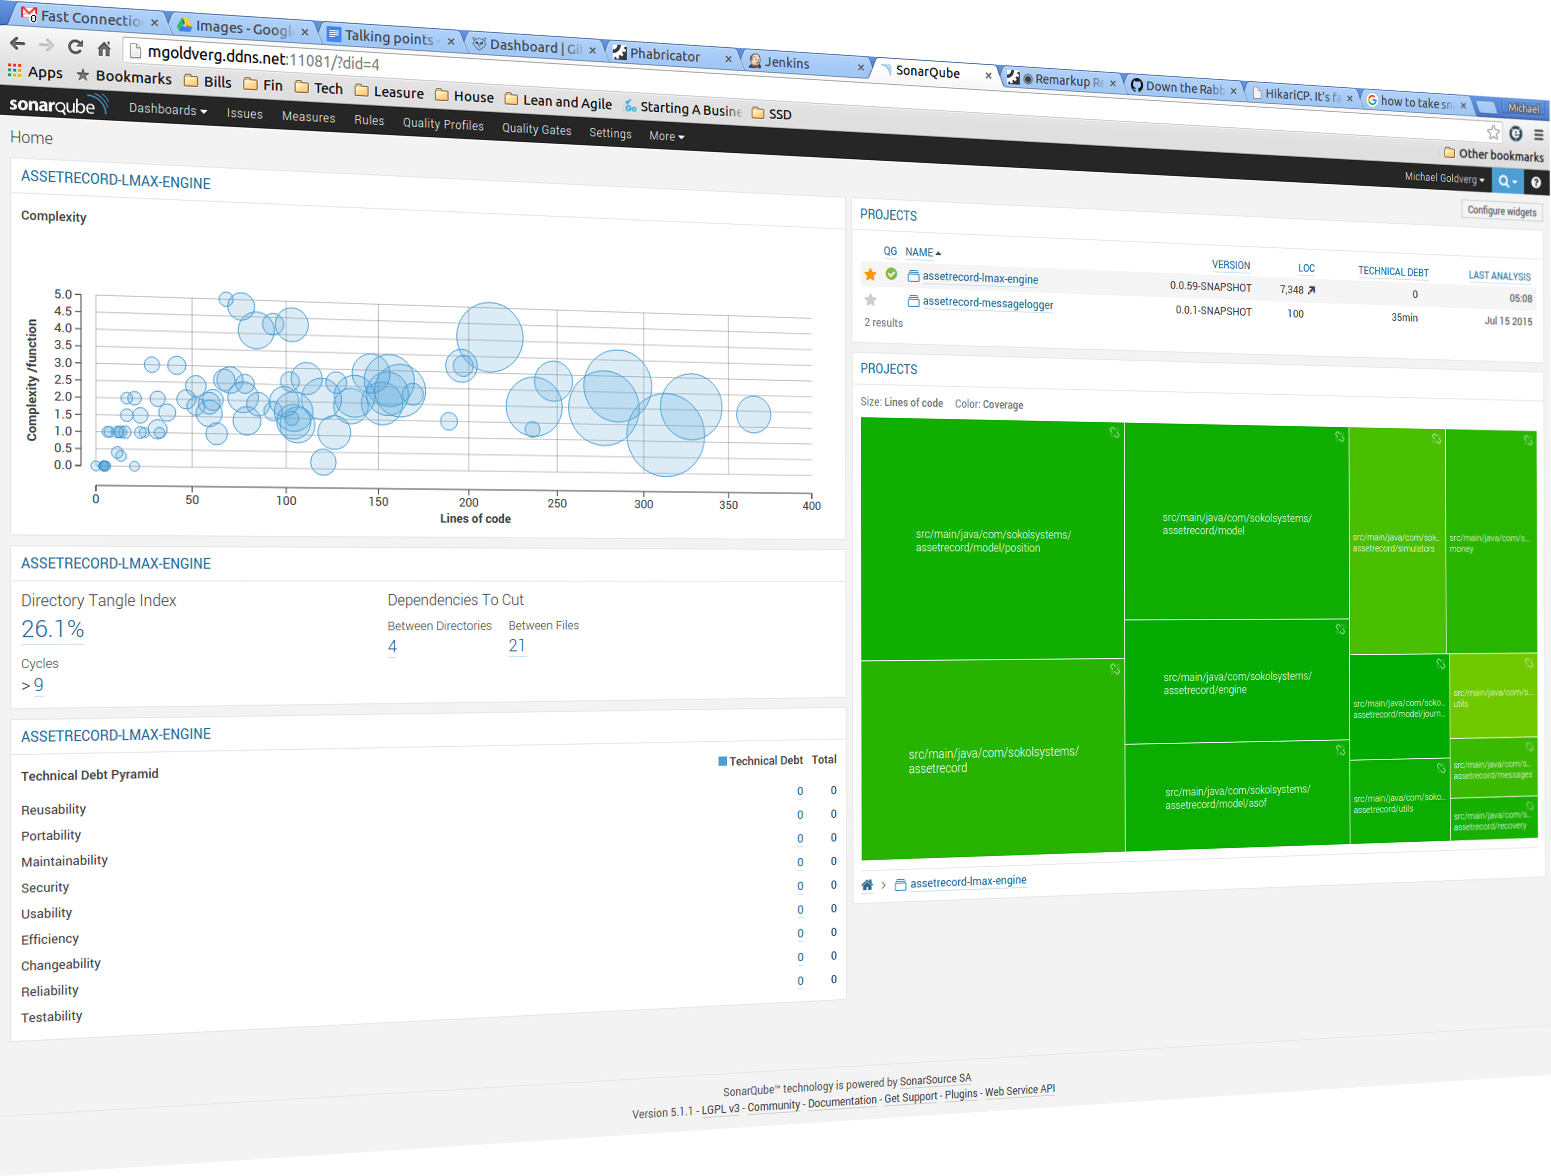 Fast Connectio
Images - Googl
Talking points -
Dashboard | Gi
Phabricator
Jenkins
SonarQube
Remarkup Re
Down the Rabb
HikariCP. It's fa
how to take sn
Michael
mgoldverg.ddns.net:11081/?did=4
Apps Bookmarks Bills Fin Tech Leasure House Lean and Agile Starting A Busine SSD
Other bookmarks
sonarqube Dashboards Issues Measures Rules Quality Profiles Quality Gates Settings More
Michael Goldverg
Home
Configure widgets
ASSETRECORD-LMAX-ENGINE
Complexity
Complexity /function
5.0
4.5
4.0
3.5
3.0
2.5
2.0
1.5
1.0
0.5
0.0
0 50 100 150 200 250 300 350 400
Lines of code
ASSETRECORD-LMAX-ENGINE
Directory Tangle Index
26.1%
Cycles
> 9
Dependencies To Cut
Between Directories Between Files
4 21
ASSETRECORD-LMAX-ENGINE
Technical Debt Pyramid
Technical Debt Total
Reusability 0 0
Portability 0 0
Maintainability 0 0
Security 0 0
Usability 0 0
Efficiency 0 0
Changeability 0 0
Reliability 0 0
Testability 0 0
PROJECTS
QG NAME VERSION LOC TECHNICAL DEBT LAST ANALYSIS
assetrecord-lmax-engine 0.0.59-SNAPSHOT 7,348 0 05:08
assetrecord-messagelogger 0.0.1-SNAPSHOT 100 35min Jul 15 2015
2 results
PROJECTS
Size: Lines of code Color: Coverage
src/main/java/com/sokolsystems/
assetrecord/model/position
src/main/java/com/sokolsystems/
assetrecord/model
src/main/java/com/sok...
assetrecord/simulators
src/main/java/com/s...
money
src/main/java/com/sokolsystems/
assetrecord
src/main/java/com/sokolsystems/
assetrecord/engine
src/main/java/com/sokolsystems/
assetrecord/model/asof
src/main/java/com/soko...
assetrecord/model/journ...
src/main/java/com/soko...
assetrecord/utils
src/main/java/com/s...
utils
src/main/java/com/s...
assetrecord/messages
src/main/java/com/s...
assetrecord/recovery
assetrecord-lmax-engine
SonarQube™ technology is powered by SonarSource SA
Version 5.1.1 - LGPL v3 - Community - Documentation - Get Support - Plugins - Web Service API